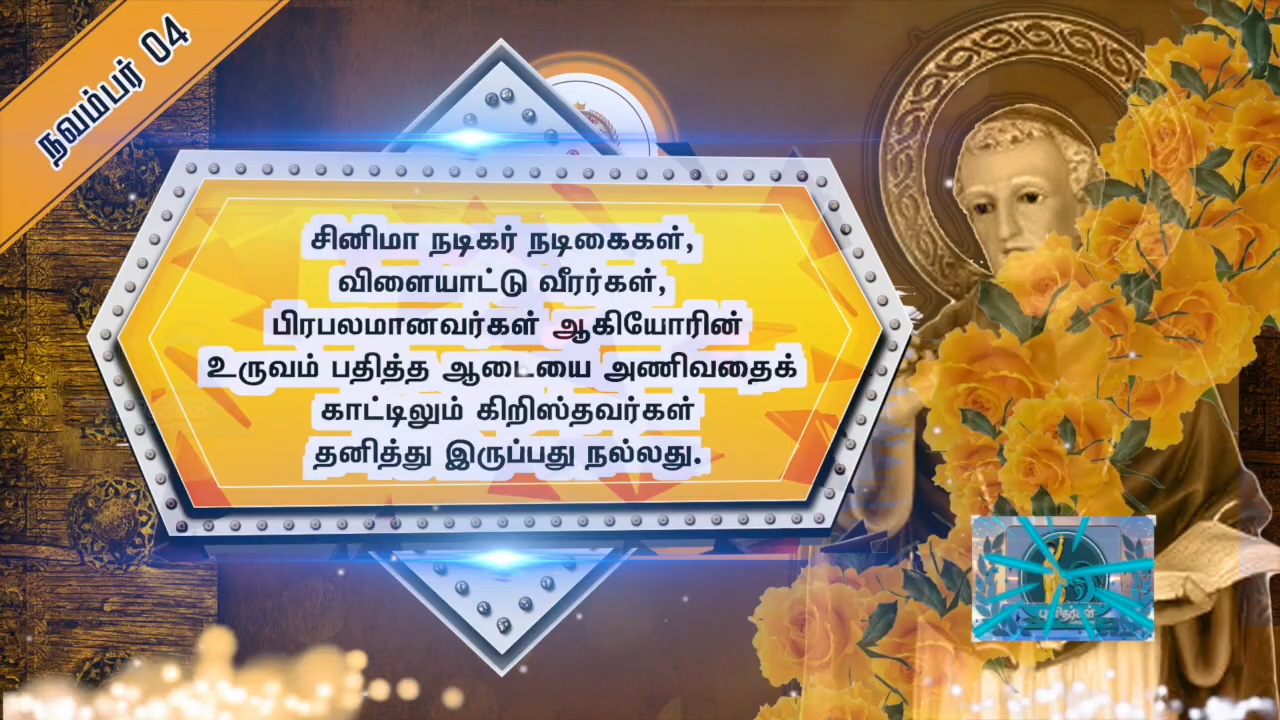 நவம்பர் 04
சினிமா நடிகர் நடிகைகள்,
விளையாட்டு வீரர்கள்,
பிரபலமானவர்கள் ஆகியோரின்
உருவம் பதித்த ஆடையை அணிவதைக்
காட்டிலும் கிறிஸ்தவர்கள்
தனித்து இருப்பது நல்லது.